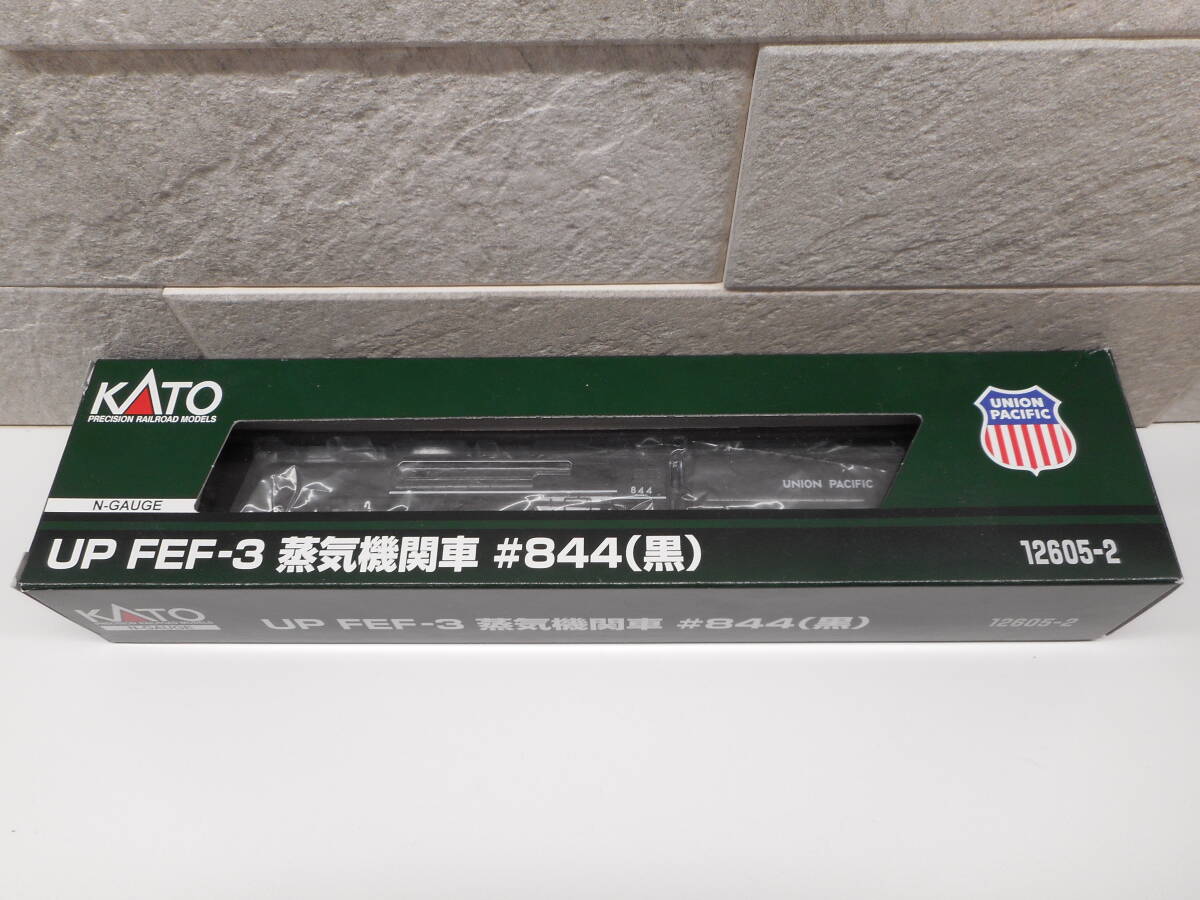 KATO
PRECISION RAILROAD MODELS
UNION
PACIFIC
N-GAUGE
844
UNION PACIFIC
UP FEF-3 蒸気機関車 #844(黒)
12605-2
KATO
N-GAUGE
UP FEF-3 蒸気機関車 #844(黒)
12605-2